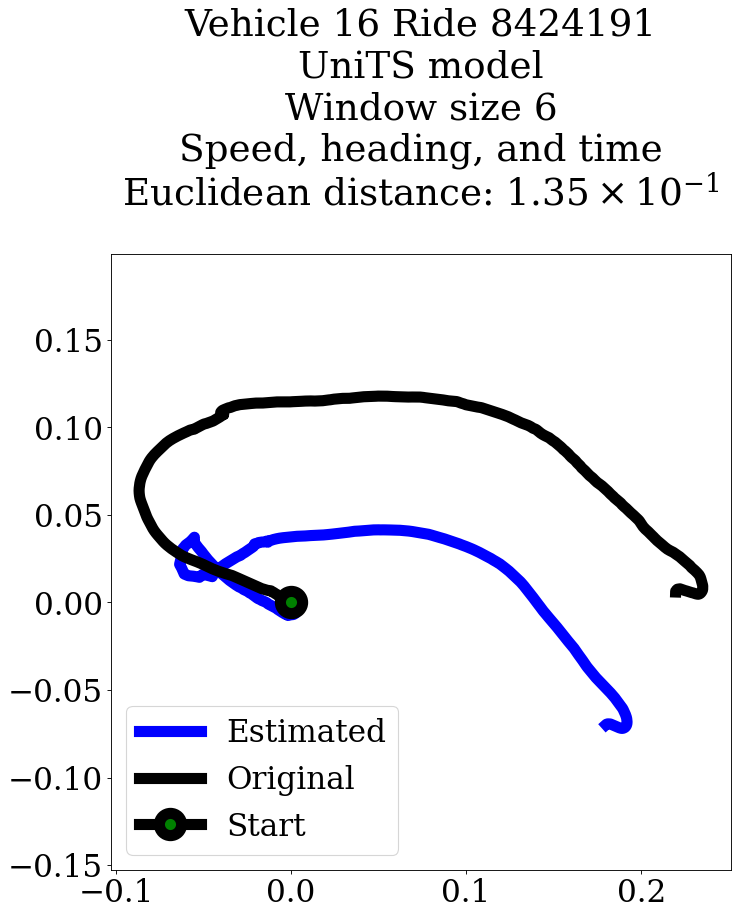 Vehicle 16 Ride 8424191
UniTS model
Window size 6
Speed, heading, and time
Euclidean distance: $1.35 \times 10^{-1}$
0.15
0.10
0.05
0.00
−0.05
−0.10
−0.15
Estimated
Original
Start
−0.1
0.0
0.1
0.2